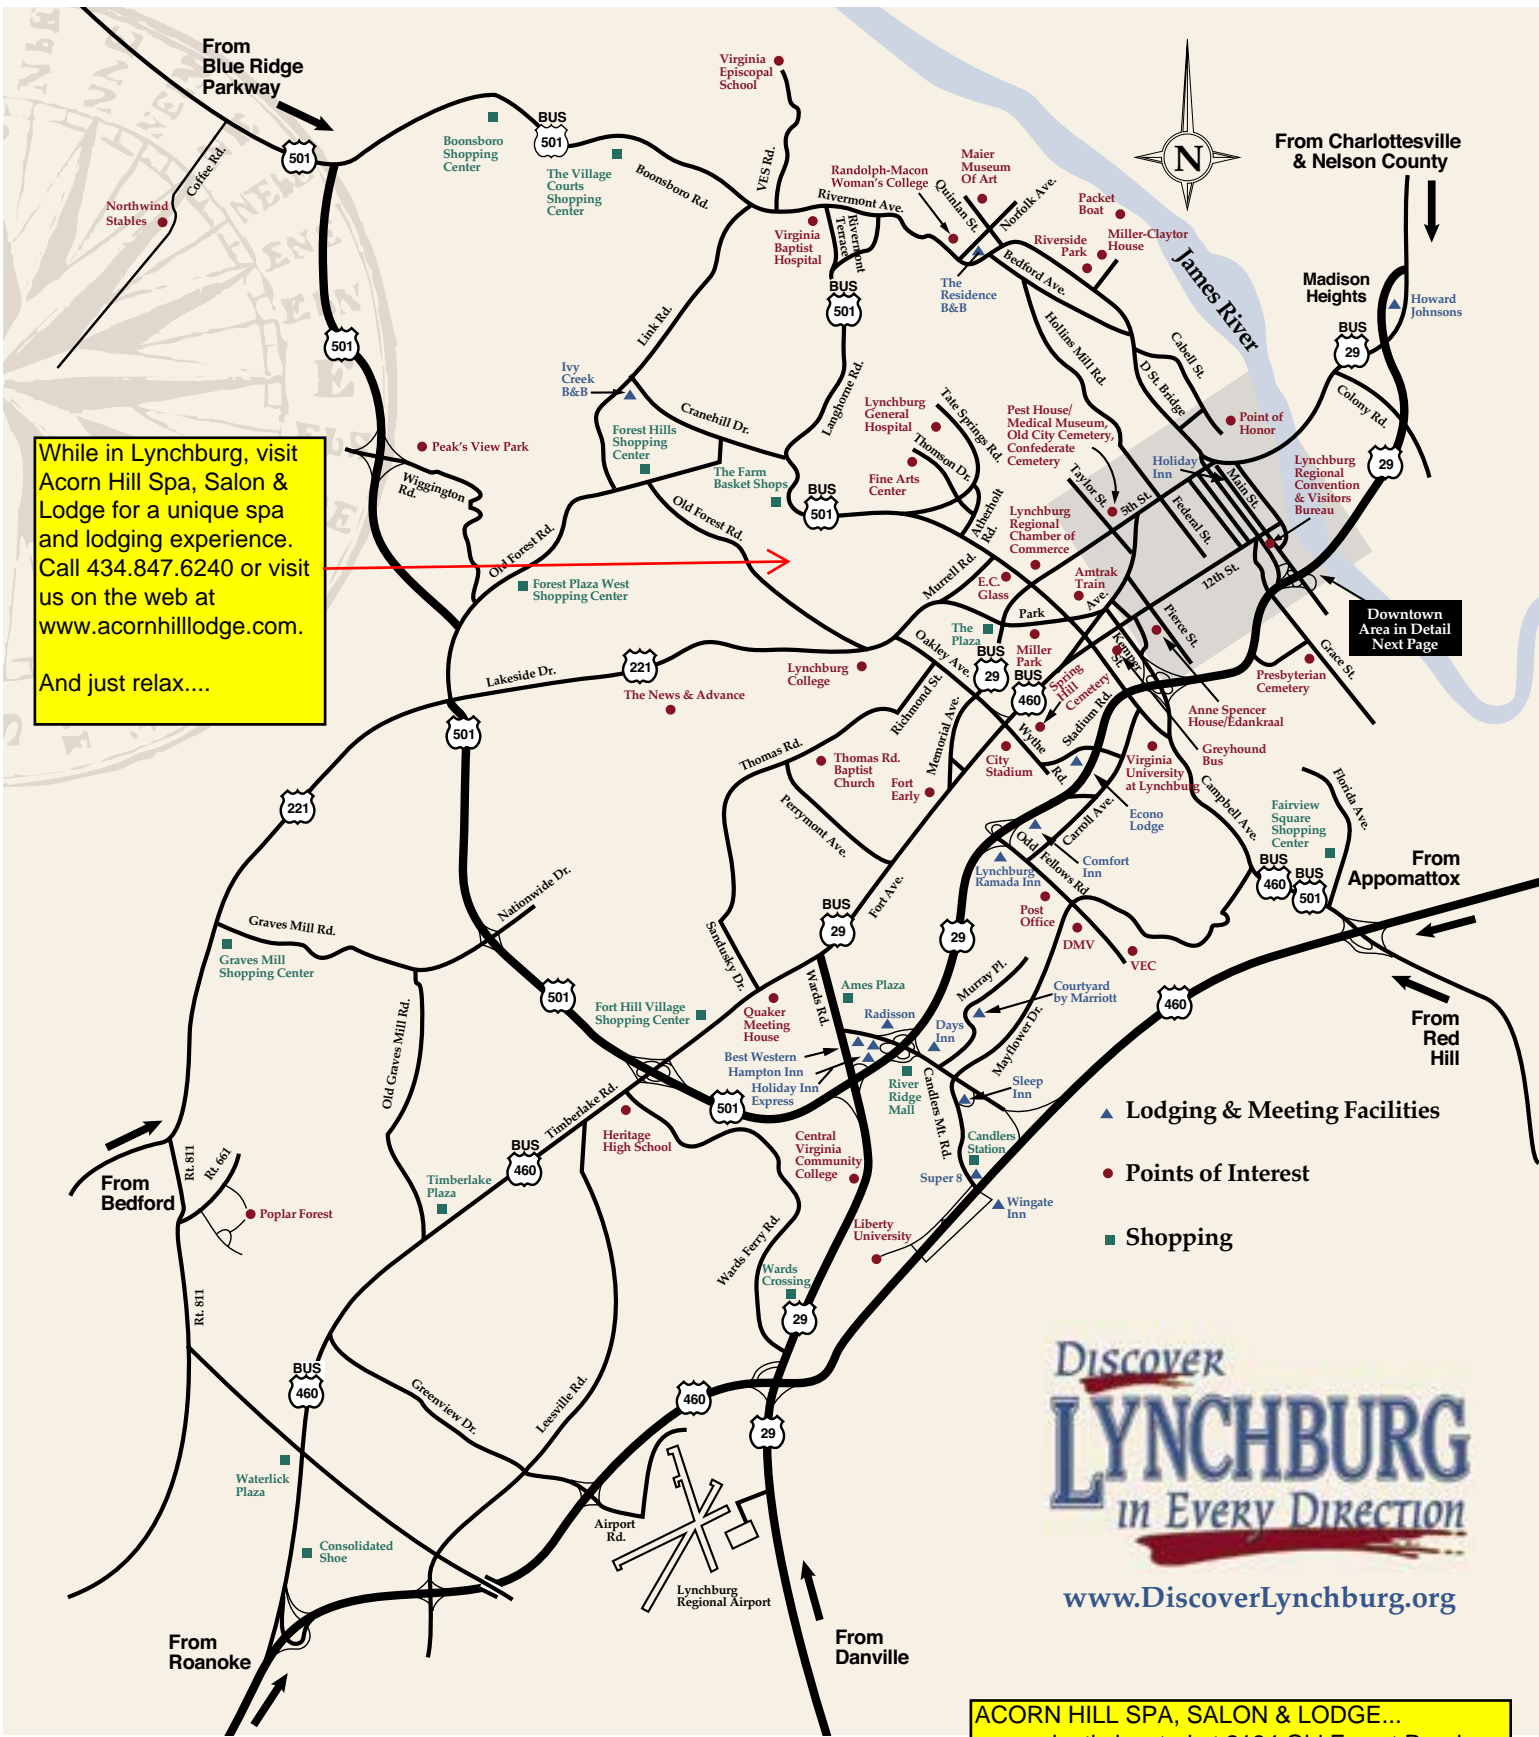 From
Blue Ridge
Parkway
501
Coffee Rd.
Northwind
Stables
Boonsboro
Shopping
Center
BUS
501
The Village
Courts
Shopping
Center
Boonsboro Rd.
Virginia
Episcopal
School
VES Rd.
Rivermont Ave.
Virginia
Baptist
Hospital
Rivermont
Terrace
Randolph-Macon
Woman's College
Quinlan St.
Maier
Museum
Of Art
Norfolk Ave.
Packet
Boat
Riverside
Park
Miller-Claytor
House
The
Residence
B&B
Bedford Ave.
James River
N
From Charlottesville
& Nelson County
Madison
Heights
Howard
Johnsons
BUS
29
Colony Rd.
29
501
Link Rd.
BUS
501
Hollins Mill Rd.
Cabell St.
D St. Bridge
Ivy
Creek
B&B
Cranehill Dr.
Langhorne Rd.
Lynchburg
General
Hospital
Tate Springs Rd.
Thomson Dr.
Fine Arts
Center
Pest House/
Medical Museum,
Old City Cemetery,
Confederate
Cemetery
Taylor St.
Point of
Honor
Holiday
Inn
Main St.
Lynchburg
Regional
Convention
& Visitors
Bureau
5th St.
Federal St.
12th St.
Peak's View Park
Wiggington
Rd.
Forest Hills
Shopping
Center
The Farm
Basket Shops
BUS
501
Old Forest Rd.
Old Forest Rd.
Forest Plaza West
Shopping Center
Atherholt
Rd.
Lynchburg
Regional
Chamber of
Commerce
Murrell Rd.
E.C.
Glass
Amtrak
Train
Park
Ave.
Pierce St.
Kemper
St.
Downtown
Area in Detail
Next Page
Grace St.
Presbyterian
Cemetery
While in Lynchburg, visit
Acorn Hill Spa, Salon &
Lodge for a unique spa
and lodging experience.
Call 434.847.6240 or visit
us on the web at
www.acornhilllodge.com.
And just relax....
Lakeside Dr.
221
The News & Advance
Lynchburg
College
Oakley Ave.
The
Plaza
Miller
Park
BUS
29
BUS
460
Spring
Hill
Cemetery
Anne Spencer
House/Edankraal
Greyhound
Bus
Richmond St.
Memorial Ave.
Wythe
Rd.
Stadium Rd.
City
Stadium
Virginia
University
at Lynchburg
501
221
Thomas Rd.
Thomas Rd.
Baptist
Church
Fort
Early
Perrymont Ave.
Econo
Lodge
Carroll Ave.
Campbell Ave.
Florida Ave.
Fairview
Square
Shopping
Center
Odd Fellows Rd
Comfort
Inn
Lynchburg
Ramada Inn
BUS
460
BUS
501
From
Appomattox
Nationwide Dr.
Graves Mill Rd.
Graves Mill
Shopping Center
Sandusky Dr.
Fort Ave.
BUS
29
29
Post
Office
DMV
VEC
501
Fort Hill Village
Shopping Center
Quaker
Meeting
House
Wards Rd.
Ames Plaza
Radisson
Murray Pl.
Courtyard
by Marriott
Days
Inn
Mayflower Dr.
460
From
Red
Hill
Old Graves Mill Rd.
Best Western
Hampton Inn
Holiday Inn
Express
River
Ridge
Mall
Candlers Mt. Rd.
Sleep
Inn
501
Timberlake Rd.
Heritage
High School
Central
Virginia
Community
College
Candlers
Station
Super 8
Wingate
Inn
Lodging & Meeting Facilities
Points of Interest
Shopping
From
Bedford
Rt. 811
Rt. 661
Poplar Forest
BUS
460
Timberlake
Plaza
Wards Ferry Rd.
Liberty
University
Wards
Crossing
29
Rt. 811
BUS
460
Greenview Dr.
Leesville Rd.
460
29
Waterlick
Plaza
Consolidated
Shoe
Airport
Rd.
Lynchburg
Regional Airport
From
Roanoke
From
Danville
DISCOVER
LYNCHBURG
IN EVERY DIRECTION
www.DiscoverLynchburg.org
ACORN HILL SPA, SALON & LODGE...